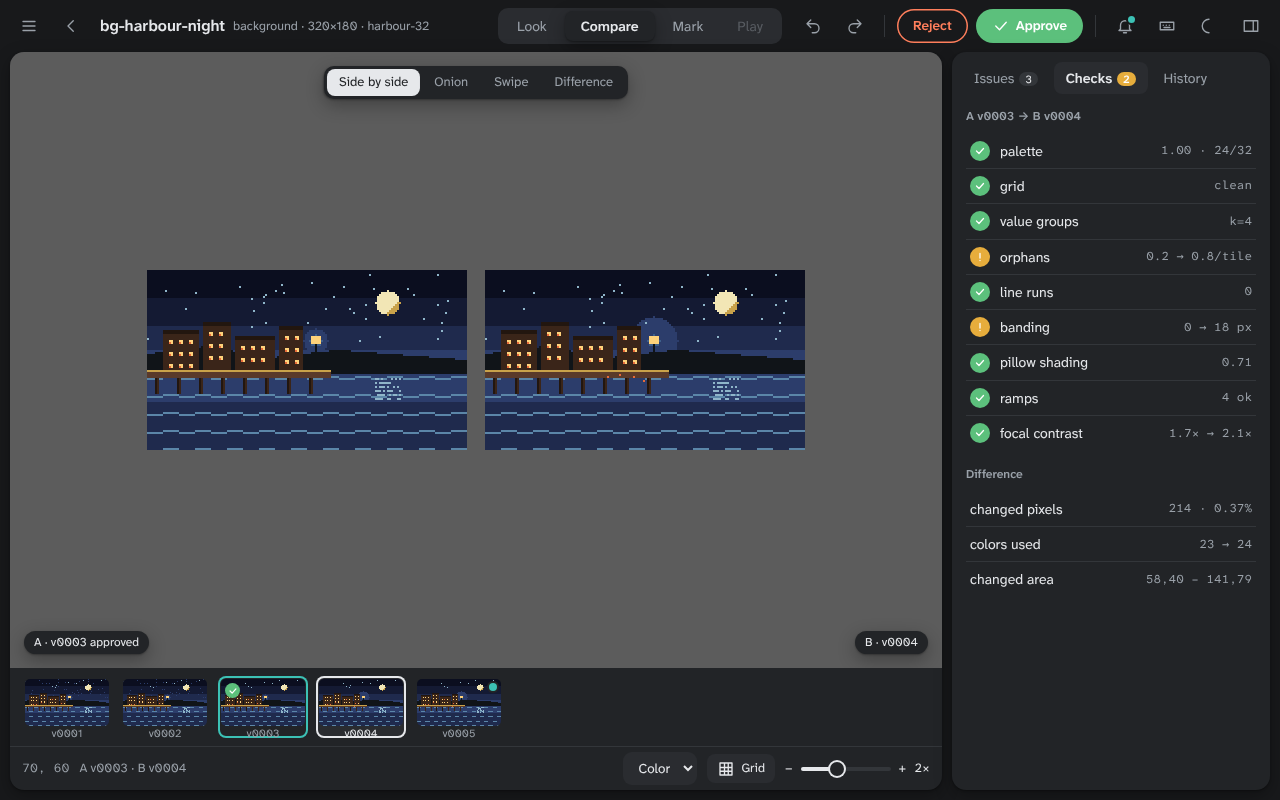 bg-harbour-night background · 320×180 · harbour-32
Look Compare Mark Play
Reject Approve
Side by side Onion Swipe Difference
Issues 3 Checks 2 History
A v0003 → B v0004
palette 1.00 · 24/32
grid clean
value groups k=4
orphans 0.2 → 0.8/tile
line runs 0
banding 0 → 18 px
pillow shading 0.71
ramps 4 ok
focal contrast 1.7× → 2.1×
Difference
changed pixels 214 · 0.37%
colors used 23 → 24
changed area 58,40 – 141,79
A · v0003 approved
B · v0004
v0001 v0002 v0003 v0004 v0005
70, 60 A v0003 · B v0004
Color Grid − + 2×